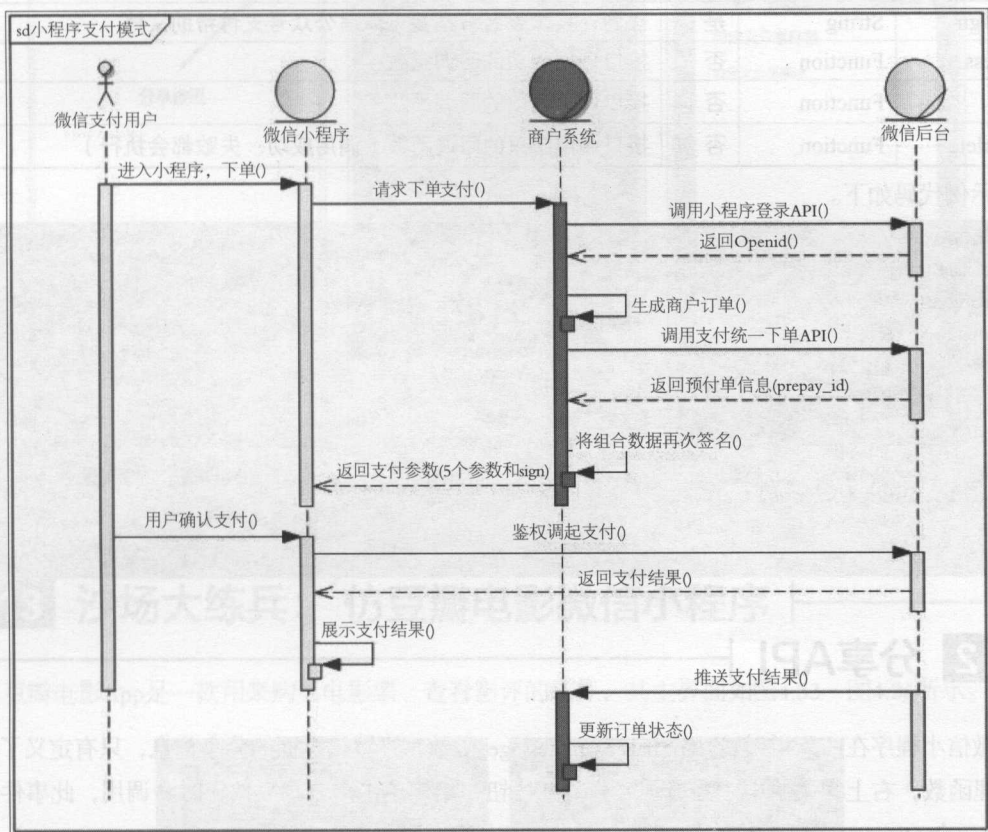 sd小程序支付模式
微信支付用户
微信小程序
商户系统
微信后台
进入小程序，下单()
请求下单支付()
调用小程序登录API()
返回Openid()
生成商户订单()
调用支付统一下单API()
返回预付单信息(prepay_id)
将组合数据再次签名()
返回支付参数(5个参数和sign)
用户确认支付()
鉴权调起支付()
返回支付结果()
展示支付结果()
推送支付结果()
更新订单状态()